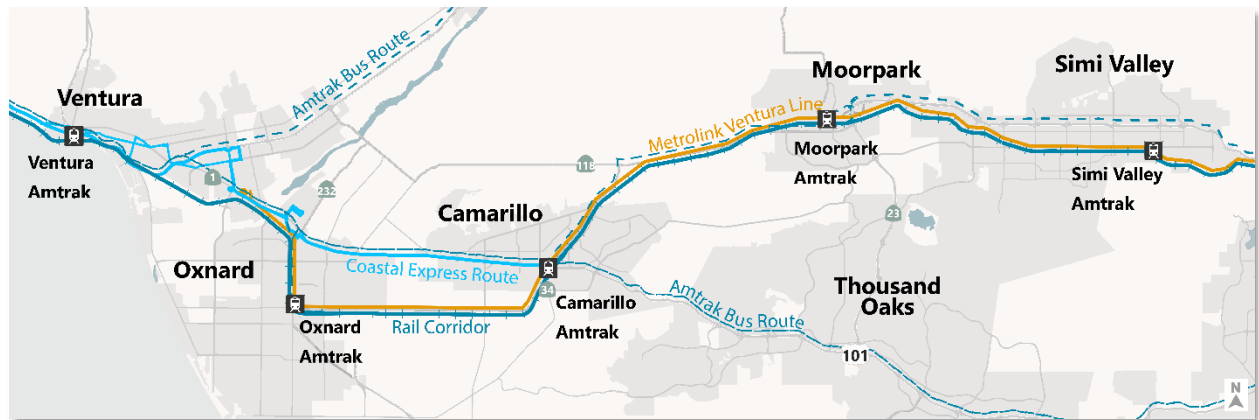 Ventura
Ventura
Amtrak
Amtrak Bus Route
1
232
Oxnard
Oxnard
Amtrak
Rail Corridor
Coastal Express Route
Camarillo
34
Camarillo
Amtrak
118
Metrolink Ventura Line
Moorpark
Moorpark
Amtrak
23
Simi Valley
Simi Valley
Amtrak
Thousand
Oaks
Amtrak Bus Route
101
N